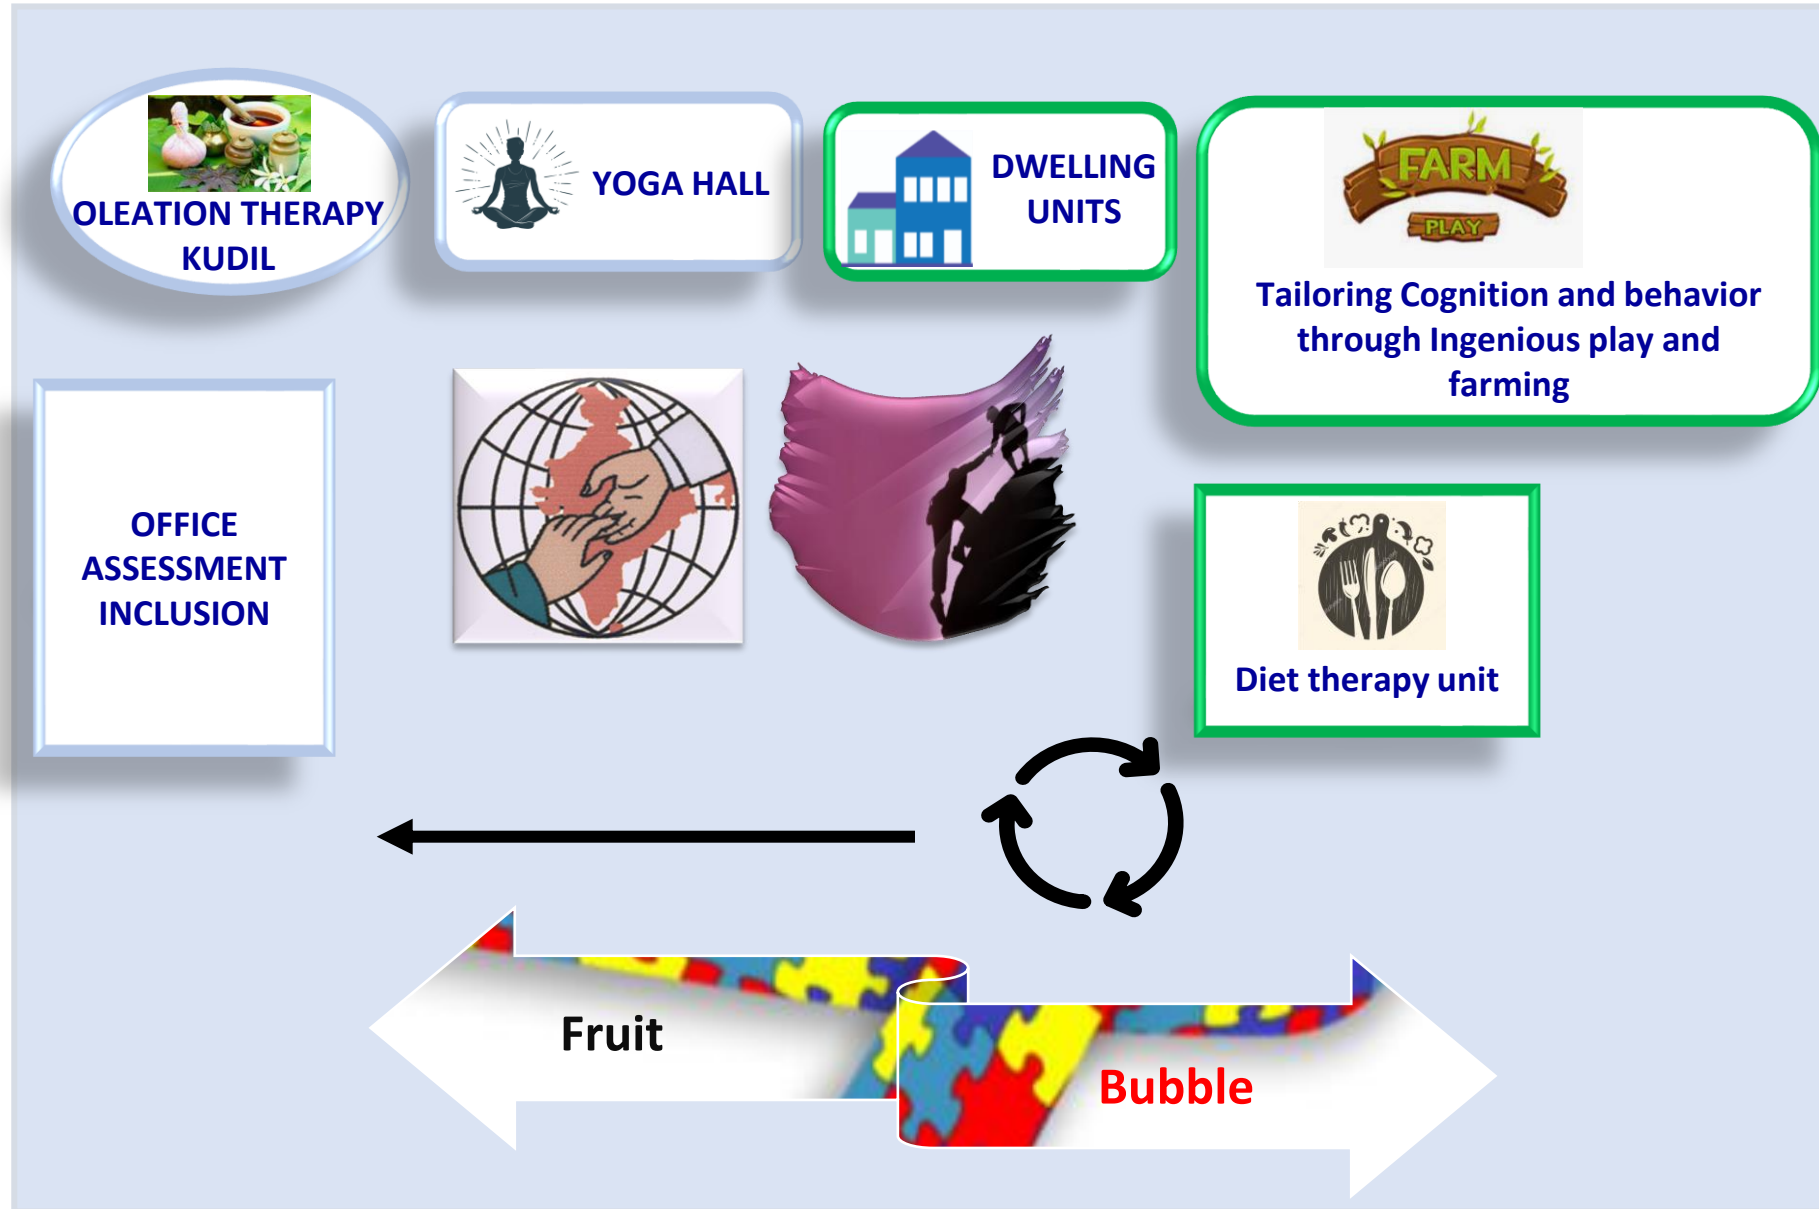 OLEATION THERAPY
KUDIL
YOGA HALL
DWELLING
UNITS
FARM
PLAY
Tailoring Cognition and behavior
through Ingenious play and
farming
OFFICE
ASSESSMENT
INCLUSION
Diet therapy unit
Fruit
Bubble